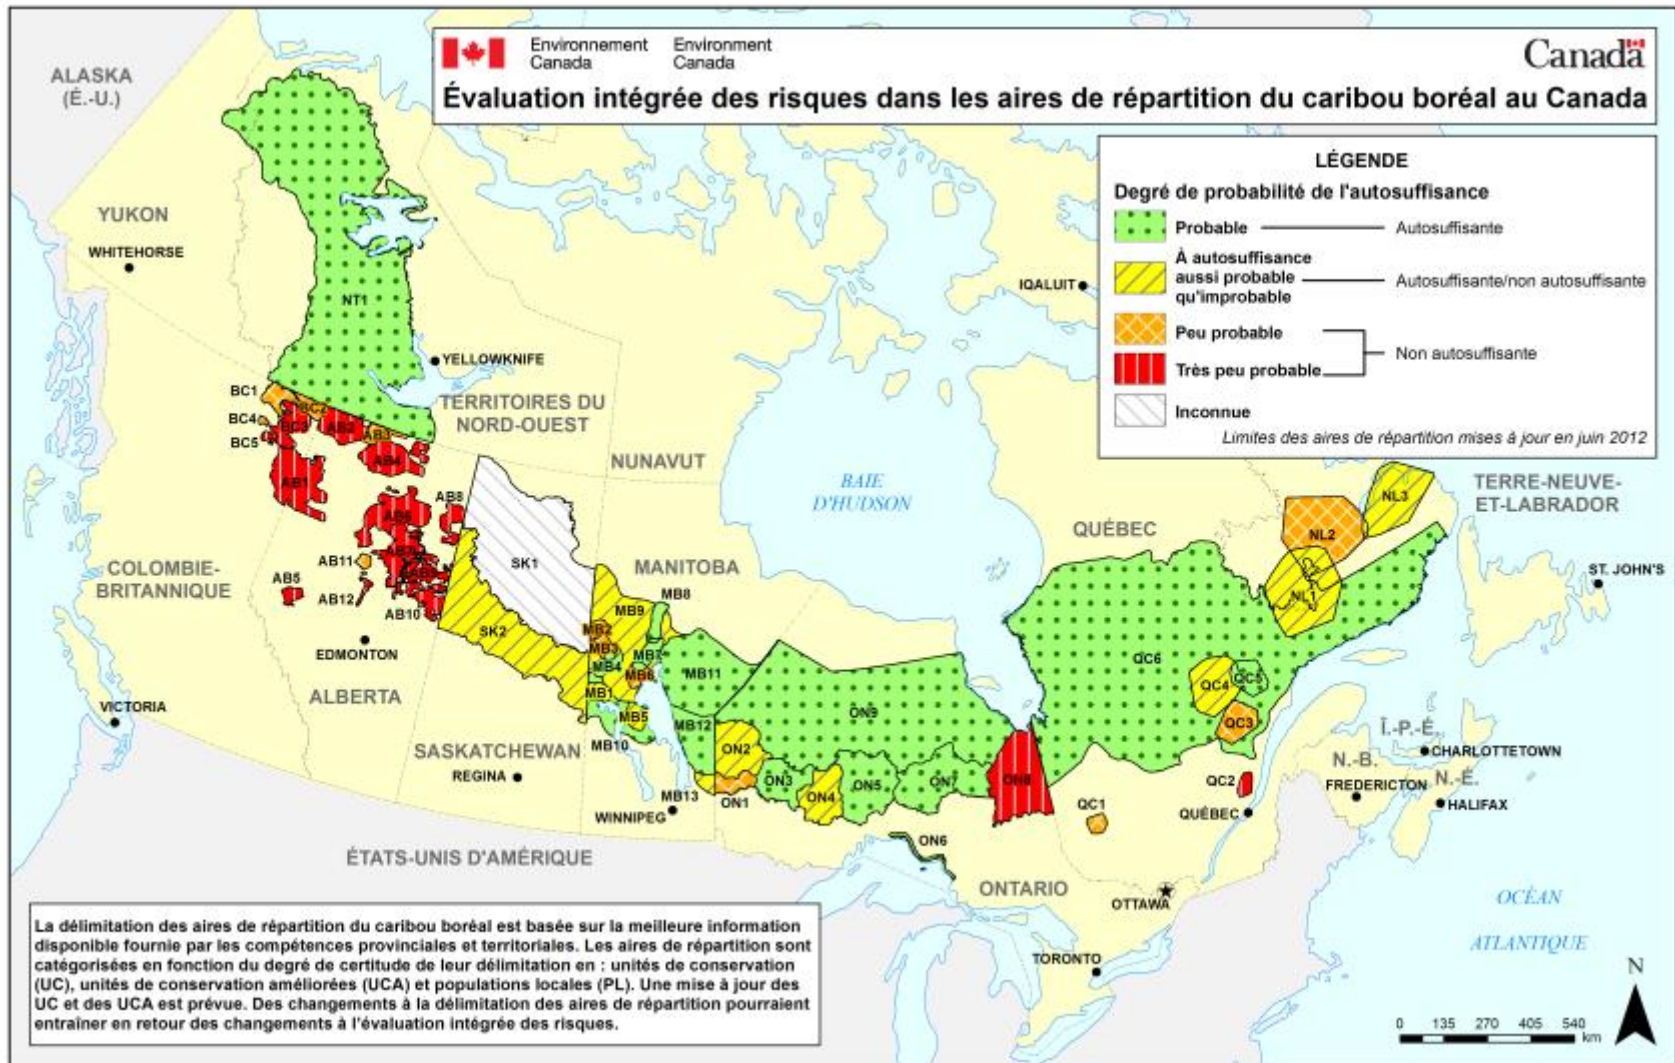 Environnement Canada
Environment Canada
Canada
Évaluation intégrée des risques dans les aires de répartition du caribou boréal au Canada
LÉGENDE
Degré de probabilité de l'autosuffisance
Probable
Autosuffisante
À autosuffisance
aussi probable
qu'improbable
Autosuffisante/non autosuffisante
Peu probable
Très peu probable
Non autosuffisante
Inconnue
Limites des aires de répartition mises à jour en juin 2012
ALASKA
(É.-U.)
YUKON
WHITEHORSE
NT1
IQALUIT
YELLOWKNIFE
TERRITOIRES DU
NORD-OUEST
NUNAVUT
BC1
BC2
BC4
BC3
BC5
AB2
AB3
AB4
AB1
AB8
AB6
AB11
AB5
AB12
AB10
COLOMBIE-
BRITANNIQUE
BAIE
D'HUDSON
QUÉBEC
TERRE-NEUVE-
ET-LABRADOR
NL3
NL2
NL1
ST. JOHN'S
SK1
SK2
MANITOBA
MB8
MB9
MB2
MB3
MB7
MB4
MB6
MB1
MB5
MB11
MB12
MB10
MB13
EDMONTON
ALBERTA
VICTORIA
SASKATCHEWAN
REGINA
WINNIPEG
ON9
ON2
ON1
ON3
ON4
ON5
ON7
ON8
ON6
QC6
QC4
QC5
QC3
QC2
QC1
QUÉBEC
Î.-P.-É.
CHARLOTTETOWN
N.-B.
FREDERICTON
N.-É.
HALIFAX
ÉTATS-UNIS D'AMÉRIQUE
ONTARIO
OTTAWA
TORONTO
OCÉAN
ATLANTIQUE
La délimitation des aires de répartition du caribou boréal est basée sur la meilleure information
disponible fournie par les compétences provinciales et territoriales. Les aires de répartition sont
catégorisées en fonction du degré de certitude de leur délimitation en : unités de conservation
(UC), unités de conservation améliorées (UCA) et populations locales (PL). Une mise à jour des
UC et des UCA est prévue. Des changements à la délimitation des aires de répartition pourraient
entraîner en retour des changements à l'évaluation intégrée des risques.
N
0 135 270 405 540
km